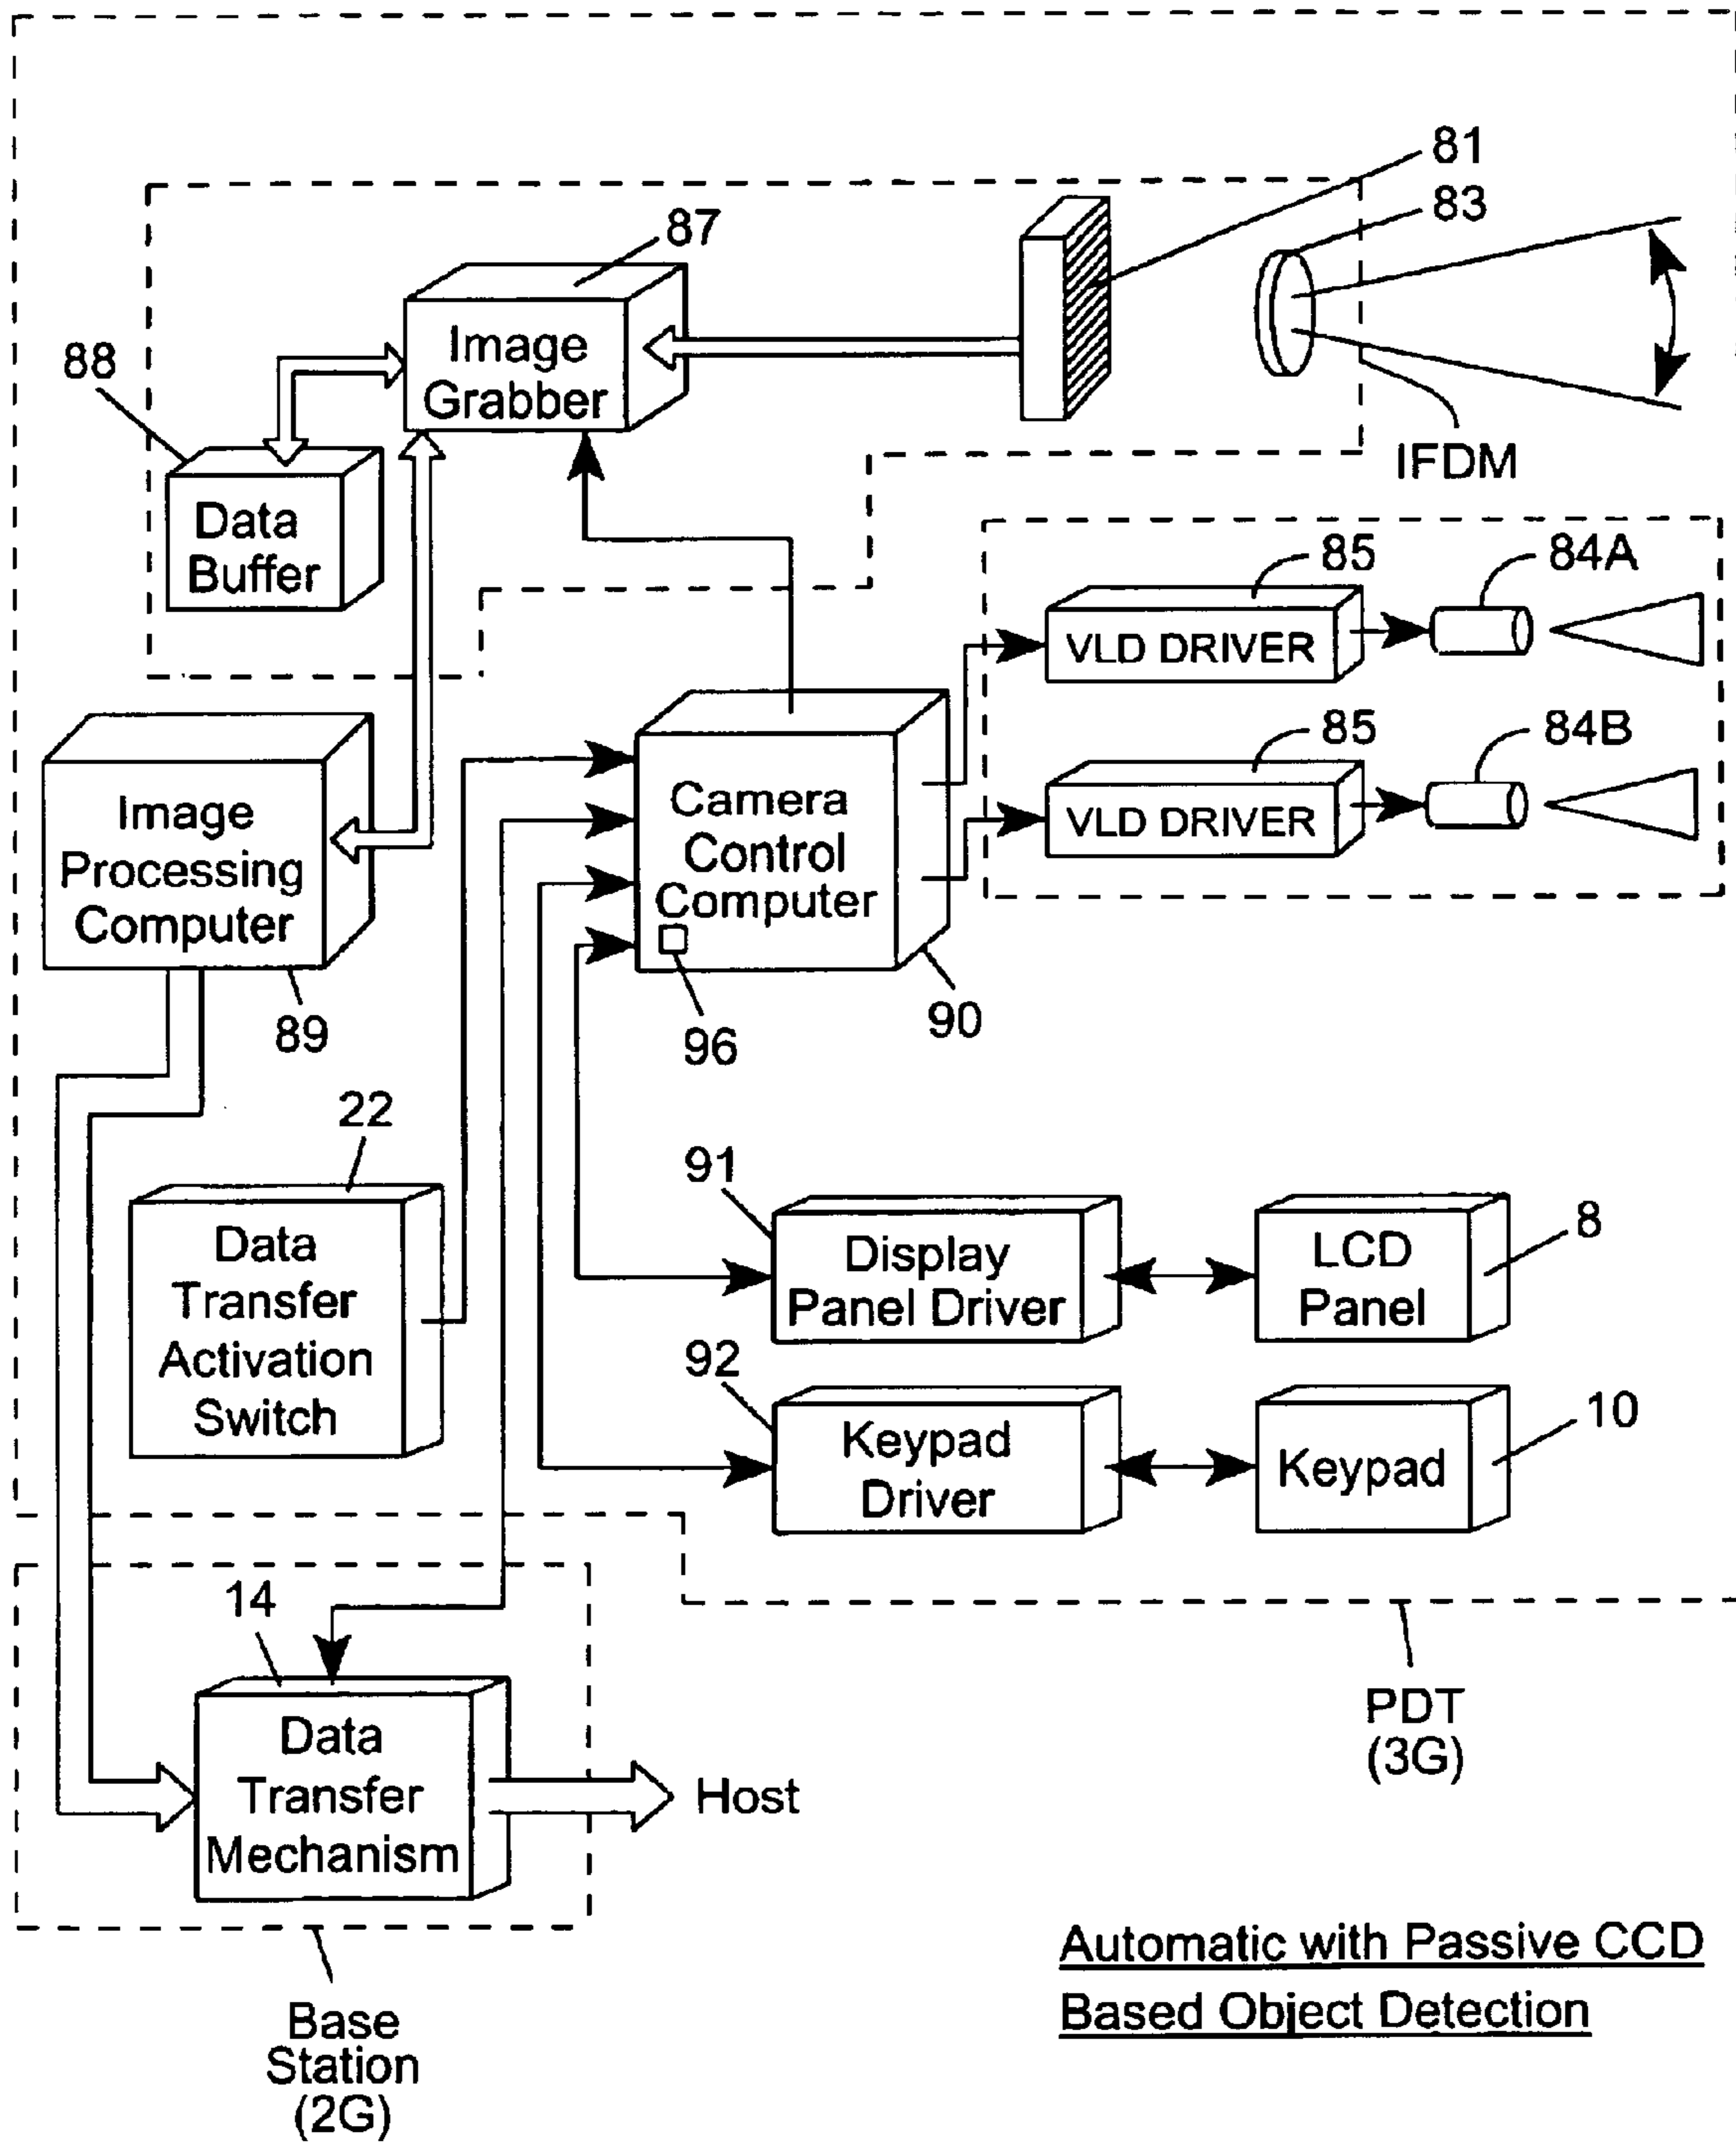 81
83
87
Image
Grabber
88
IFDM
Data
Buffer
85
84A
VLD DRIVER
85
84B
VLD DRIVER
Image
Processing
Computer
Camera
Control
Computer
89
96
90
22
Data
Transfer
Activation
Switch
91
Display
Panel Driver
LCD
Panel
8
92
Keypad
Driver
Keypad
10
14
Data
Transfer
Mechanism
Host
PDT
(3G)
Base
Station
(2G)
Automatic with Passive CCD
Based Object Detection